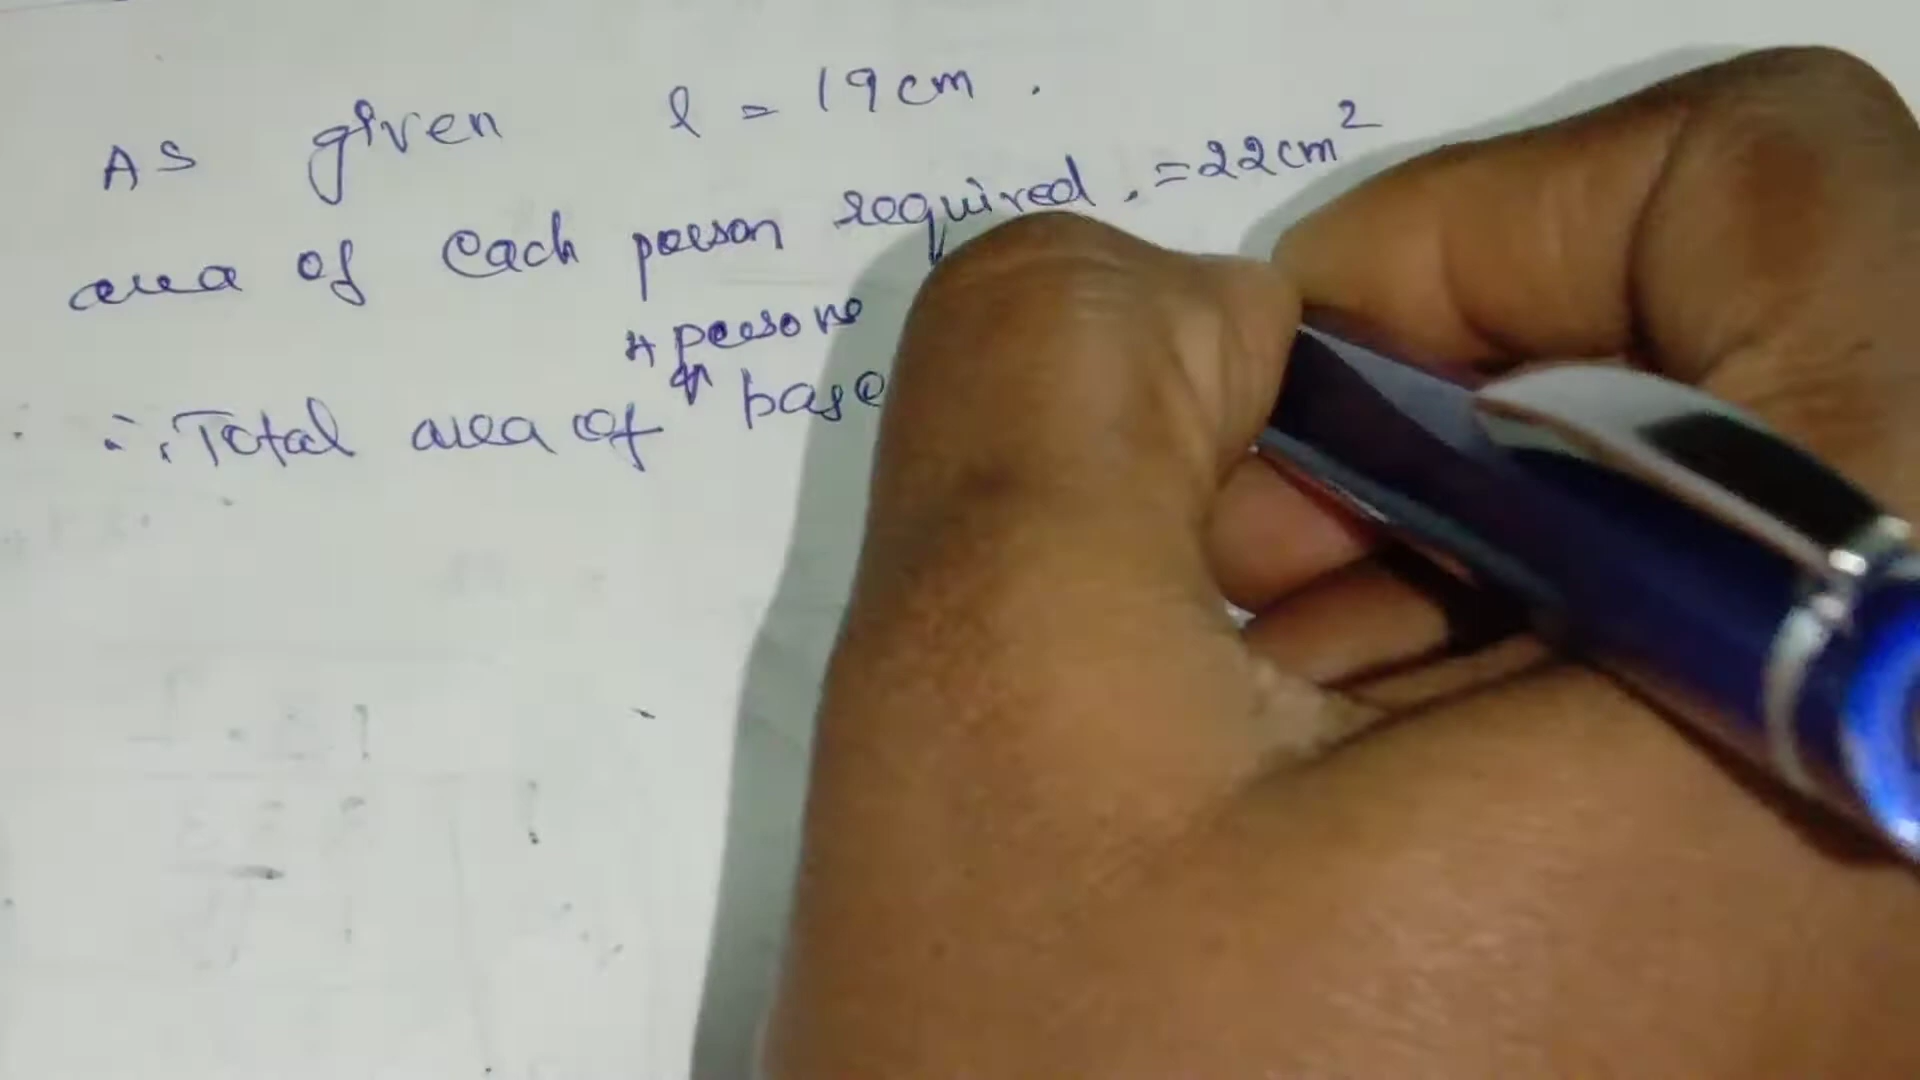 As given l = 19cm.
area of each person required. = 22cm²
4 persons
∴ Total area of base